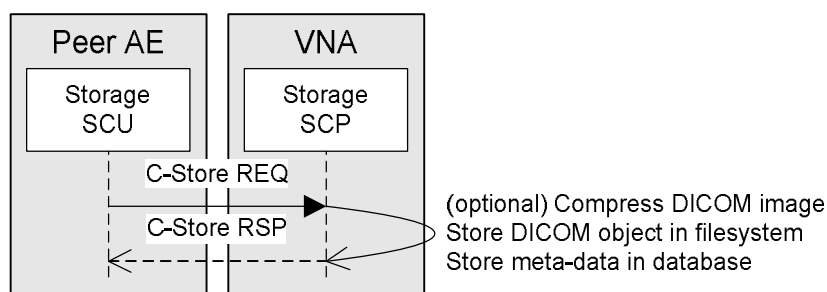 Peer AE
VNA
Storage
SCU
Storage
SCP
C-Store REQ
C-Store RSP
(optional) Compress DICOM image
Store DICOM object in filesystem
Store meta-data in database